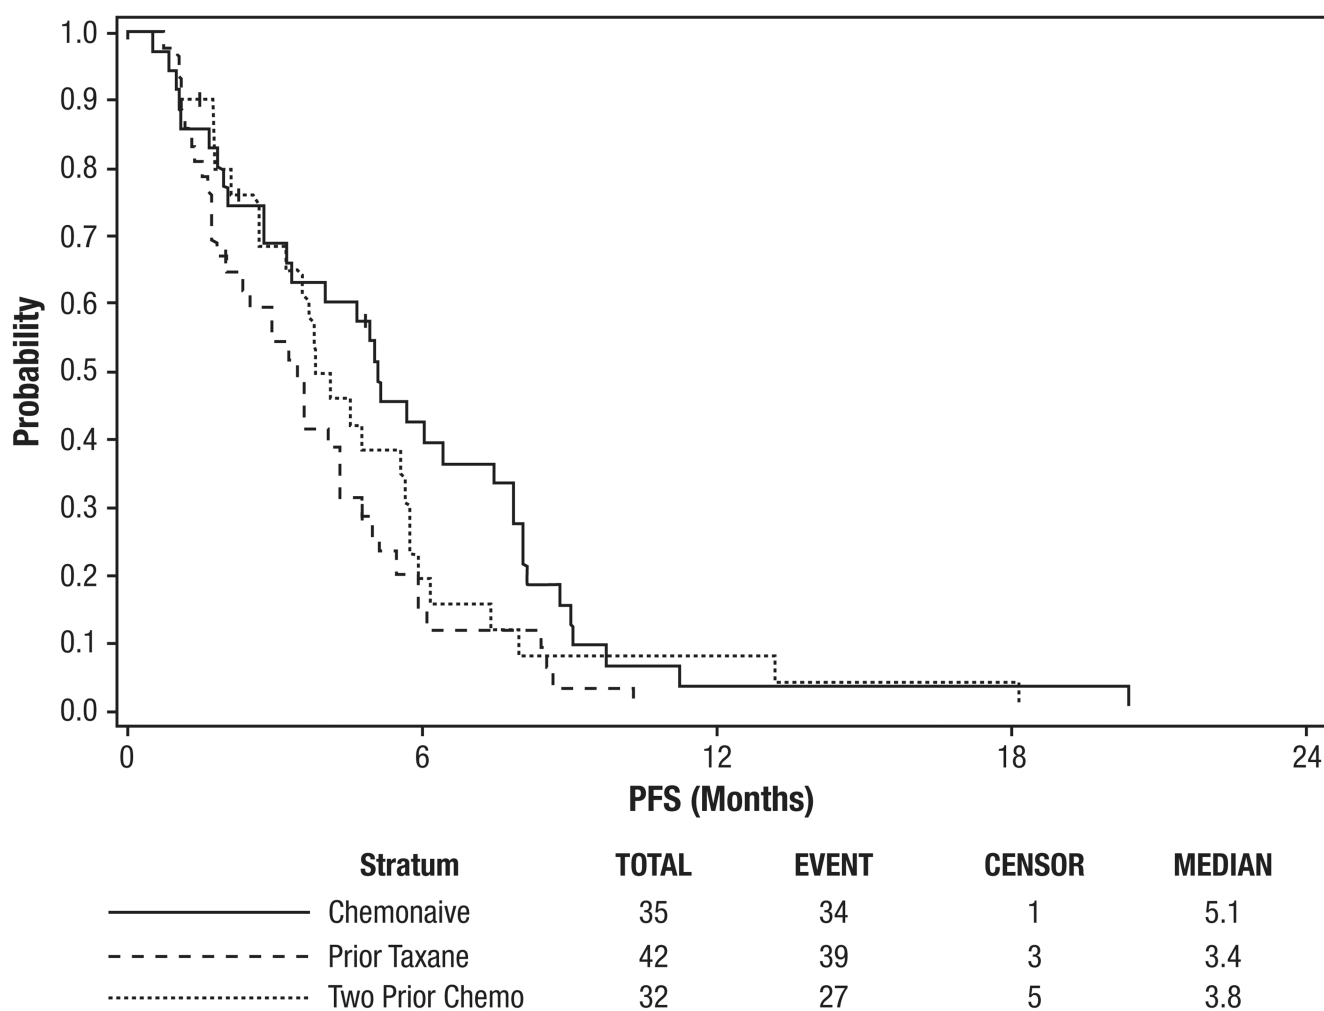 1.0
0.9
0.8
0.7
0.6
0.5
0.4
0.3
0.2
0.1
0.0
Probability
0 6 12 18 24
PFS (Months)
Stratum TOTAL EVENT CENSOR MEDIAN
Chemonaive 35 34 1 5.1
Prior Taxane 42 39 3 3.4
Two Prior Chemo 32 27 5 3.8